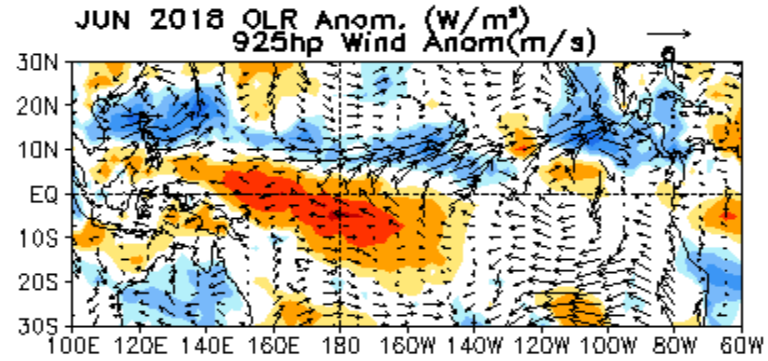 JUN 2018 OLR Anom. (W/m²)
925hp Wind Anom(m/s)
6
30N
20N
10N
EQ
10S
20S
30S
100E 120E 140E 160E 180 160W 140W 120W 100W 80W 60W